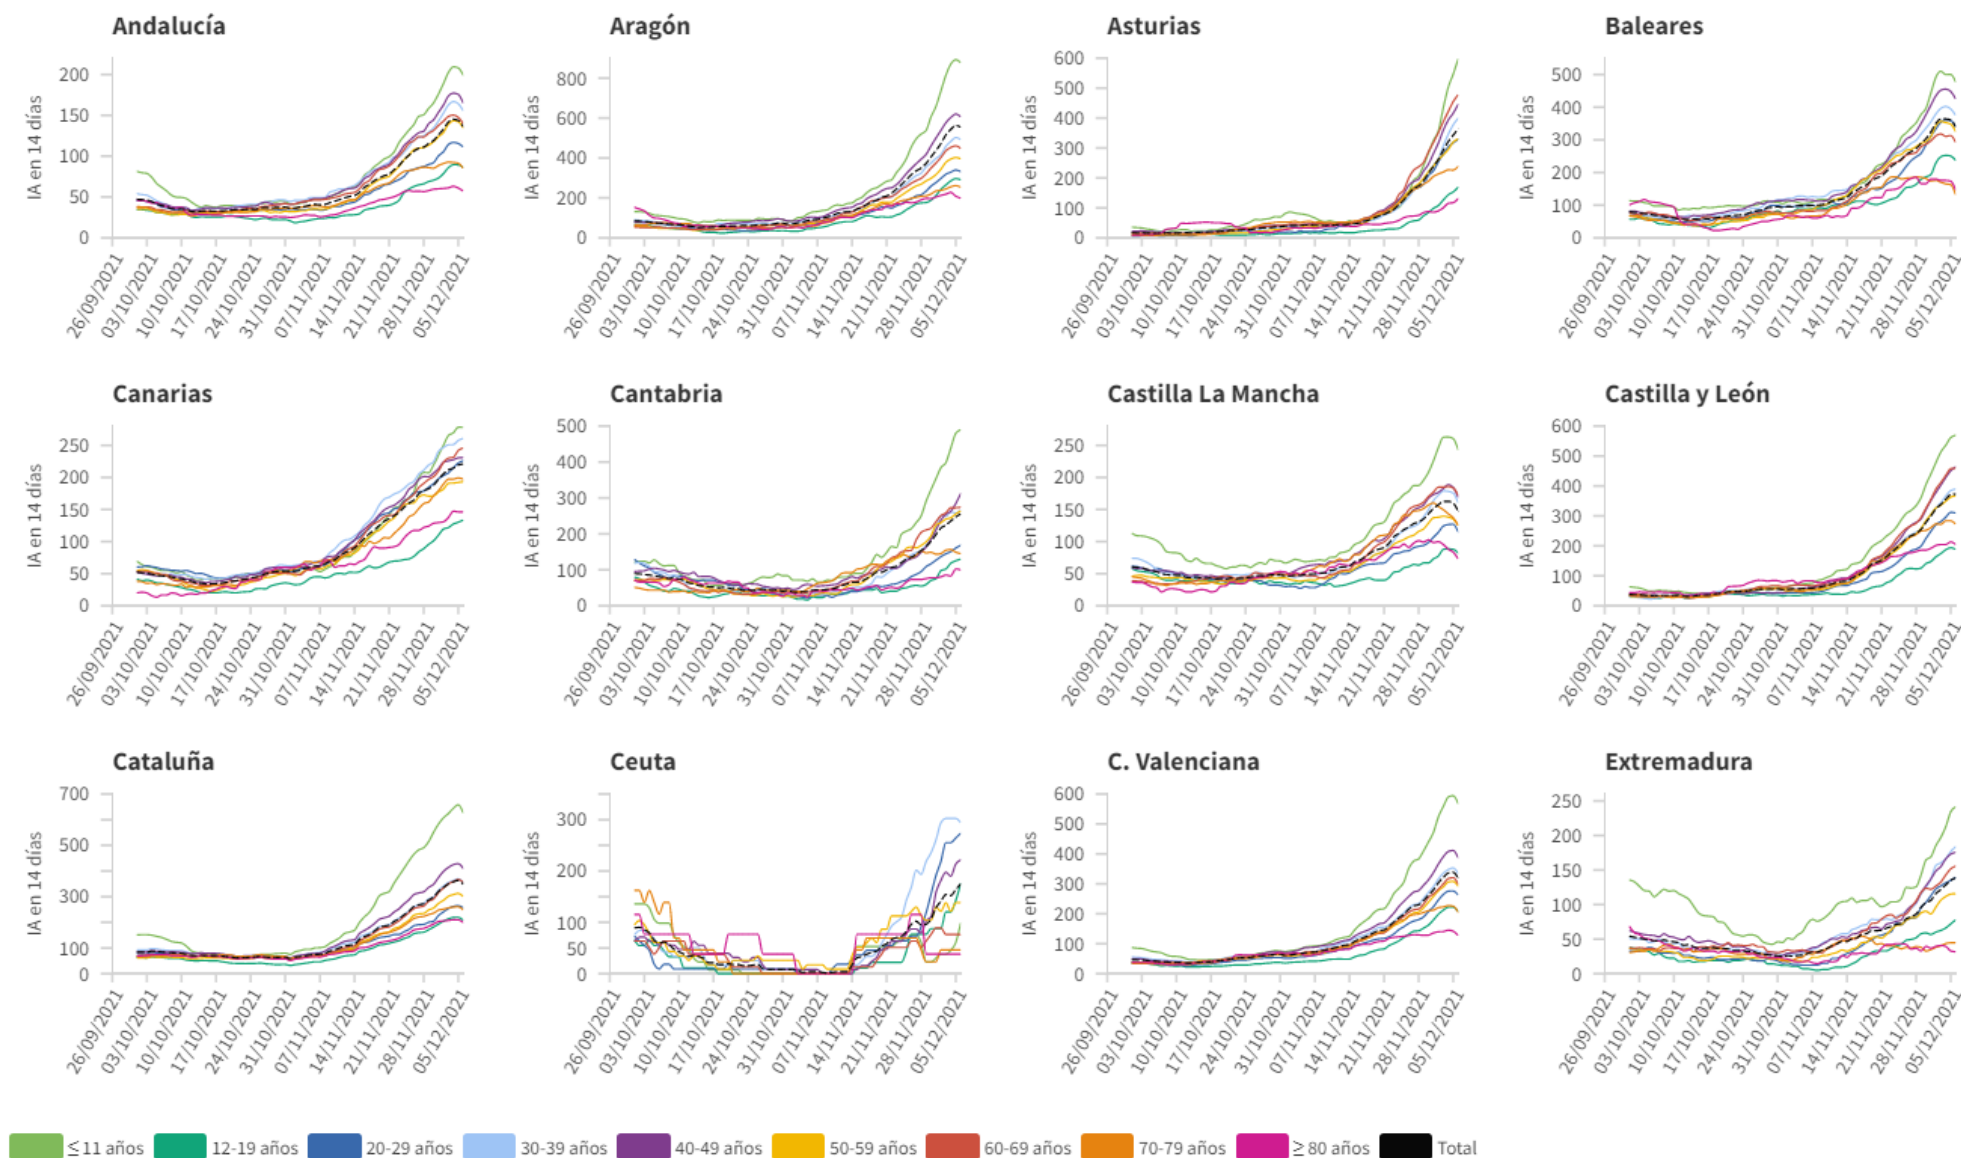 Andalucía
IA en 14 días
200
150
100
50
0
26/09/2021 03/10/2021 10/10/2021 17/10/2021 24/10/2021 31/10/2021 07/11/2021 14/11/2021 21/11/2021 28/11/2021 05/12/2021
Aragón
IA en 14 días
800
600
400
200
0
26/09/2021 03/10/2021 10/10/2021 17/10/2021 24/10/2021 31/10/2021 07/11/2021 14/11/2021 21/11/2021 28/11/2021 05/12/2021
Asturias
IA en 14 días
600
500
400
300
200
100
0
26/09/2021 03/10/2021 10/10/2021 17/10/2021 24/10/2021 31/10/2021 07/11/2021 14/11/2021 21/11/2021 28/11/2021 05/12/2021
Baleares
IA en 14 días
500
400
300
200
100
0
26/09/2021 03/10/2021 10/10/2021 17/10/2021 24/10/2021 31/10/2021 07/11/2021 14/11/2021 21/11/2021 28/11/2021 05/12/2021
Canarias
IA en 14 días
250
200
150
100
50
0
26/09/2021 03/10/2021 10/10/2021 17/10/2021 24/10/2021 31/10/2021 07/11/2021 14/11/2021 21/11/2021 28/11/2021 05/12/2021
Cantabria
IA en 14 días
500
400
300
200
100
0
26/09/2021 03/10/2021 10/10/2021 17/10/2021 24/10/2021 31/10/2021 07/11/2021 14/11/2021 21/11/2021 28/11/2021 05/12/2021
Castilla La Mancha
IA en 14 días
250
200
150
100
50
0
26/09/2021 03/10/2021 10/10/2021 17/10/2021 24/10/2021 31/10/2021 07/11/2021 14/11/2021 21/11/2021 28/11/2021 05/12/2021
Castilla y León
IA en 14 días
600
500
400
300
200
100
0
26/09/2021 03/10/2021 10/10/2021 17/10/2021 24/10/2021 31/10/2021 07/11/2021 14/11/2021 21/11/2021 28/11/2021 05/12/2021
Cataluña
IA en 14 días
700
500
300
100
0
26/09/2021 03/10/2021 10/10/2021 17/10/2021 24/10/2021 31/10/2021 07/11/2021 14/11/2021 21/11/2021 28/11/2021 05/12/2021
Ceuta
IA en 14 días
300
200
100
50
0
26/09/2021 03/10/2021 10/10/2021 17/10/2021 24/10/2021 31/10/2021 07/11/2021 14/11/2021 21/11/2021 28/11/2021 05/12/2021
C. Valenciana
IA en 14 días
600
500
400
300
200
100
0
26/09/2021 03/10/2021 10/10/2021 17/10/2021 24/10/2021 31/10/2021 07/11/2021 14/11/2021 21/11/2021 28/11/2021 05/12/2021
Extremadura
IA en 14 días
250
200
150
100
50
0
26/09/2021 03/10/2021 10/10/2021 17/10/2021 24/10/2021 31/10/2021 07/11/2021 14/11/2021 21/11/2021 28/11/2021 05/12/2021
≤ 11 años 12-19 años 20-29 años 30-39 años 40-49 años 50-59 años 60-69 años 70-79 años ≥ 80 años Total